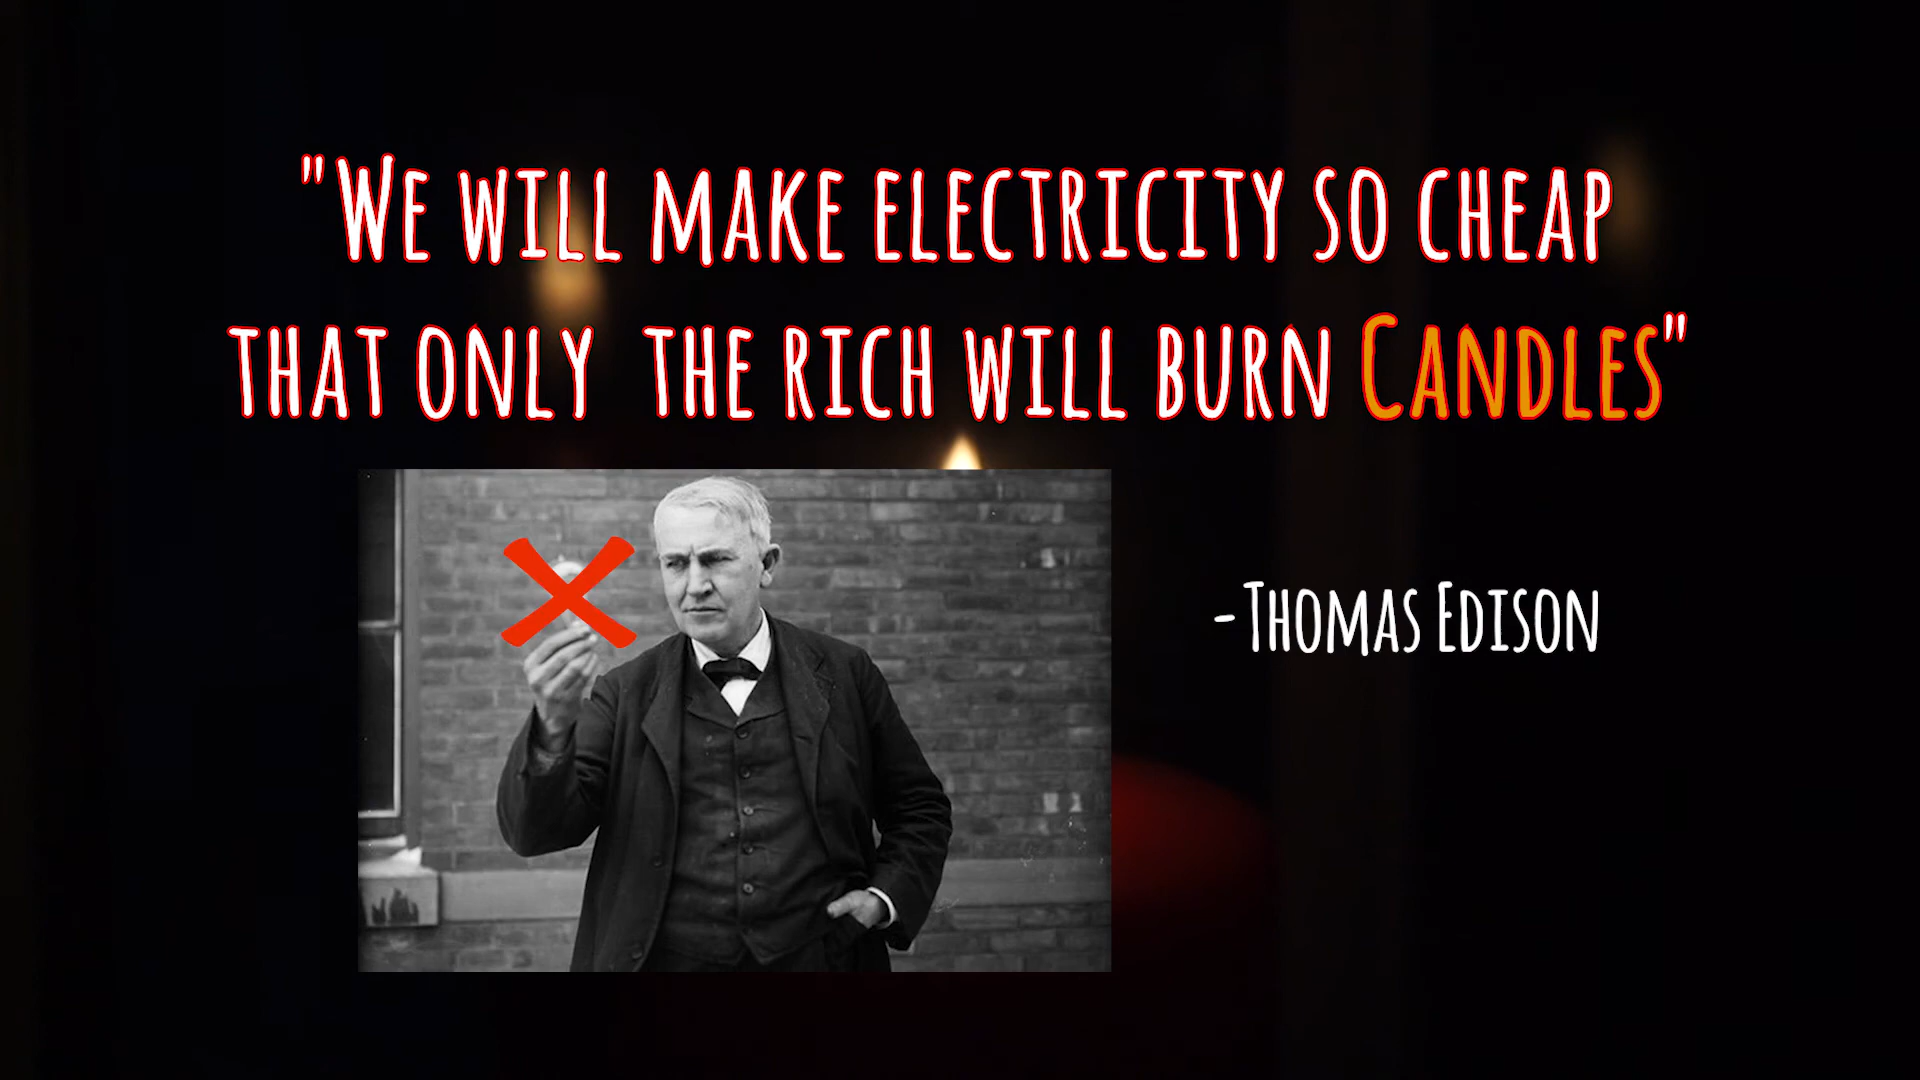 "We will make electricity so cheap
that only the rich will burn Candles"
-Thomas Edison